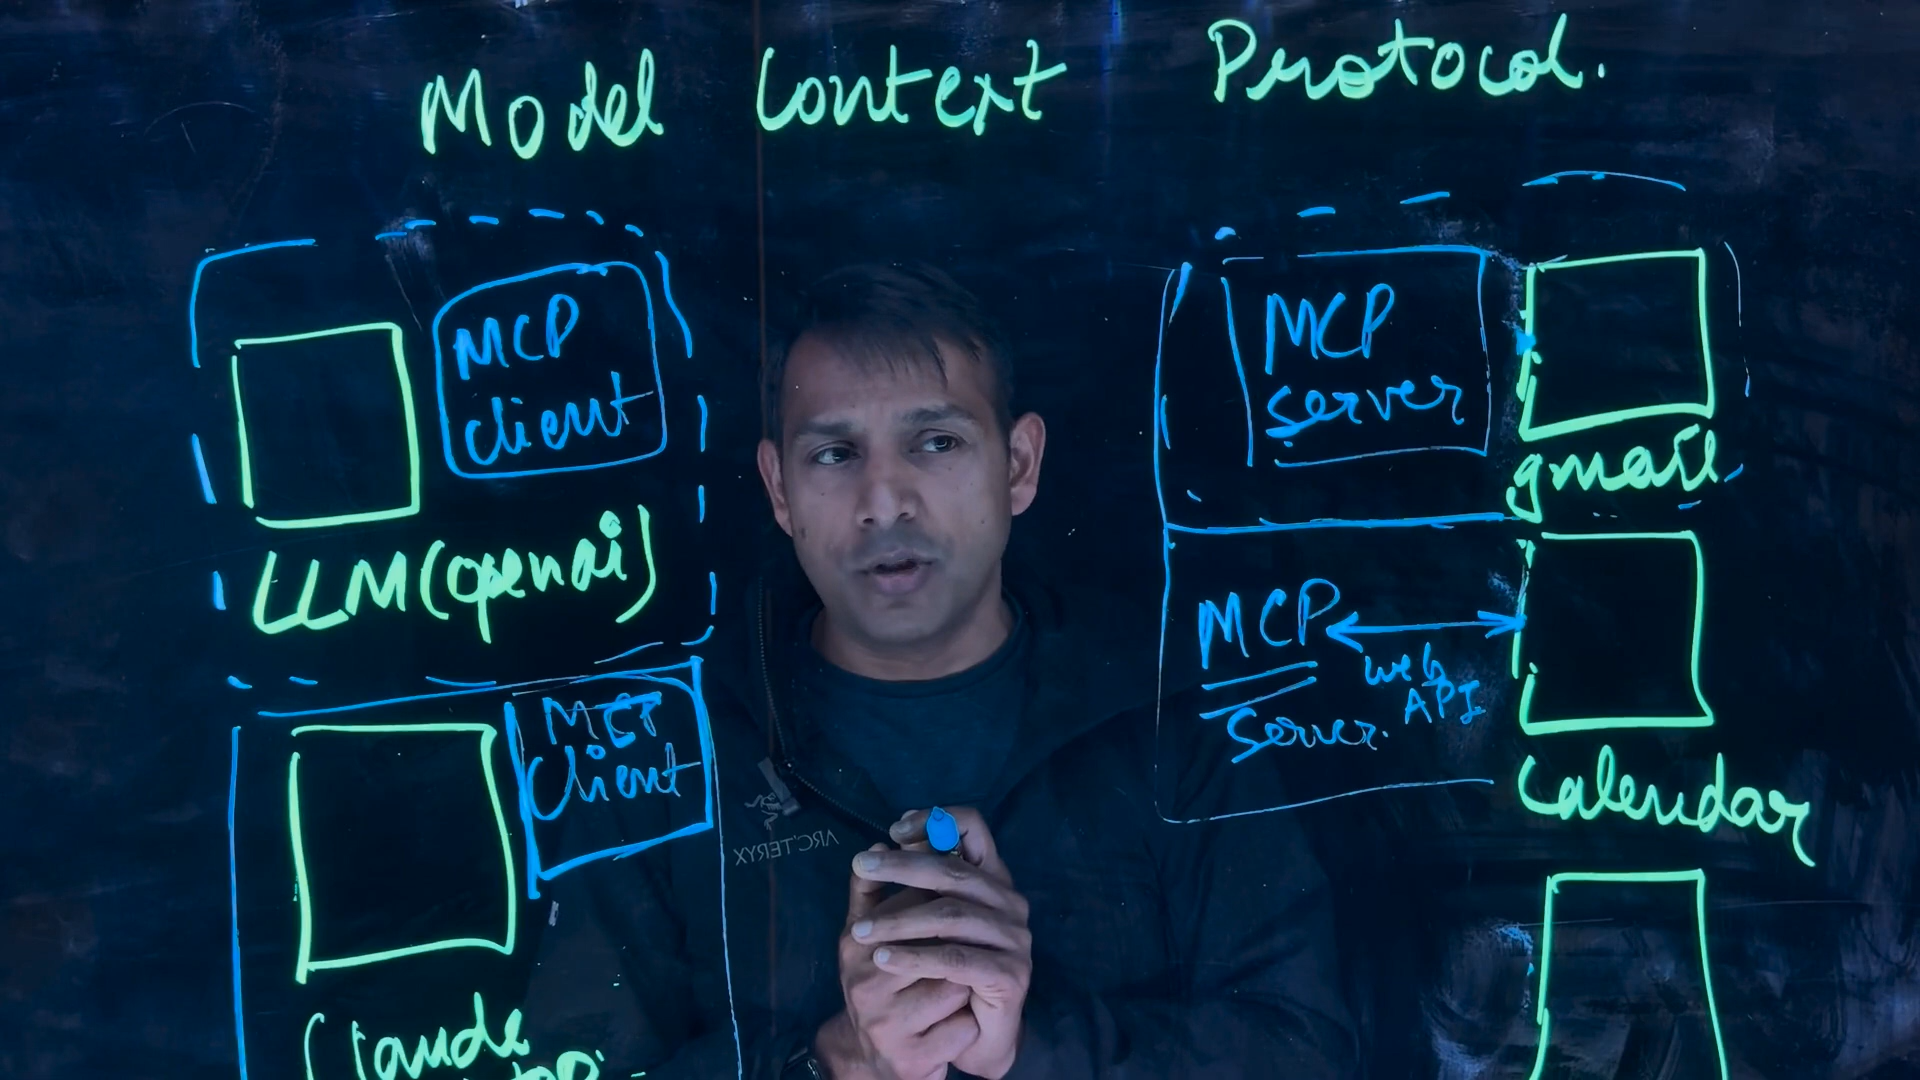 Model Context Protocol.
MCP
client
LLM(openai)
MCP
client
Claude
MCP
server
gmail
MCP
server.
web
API
Calendar
ARC'TERYX